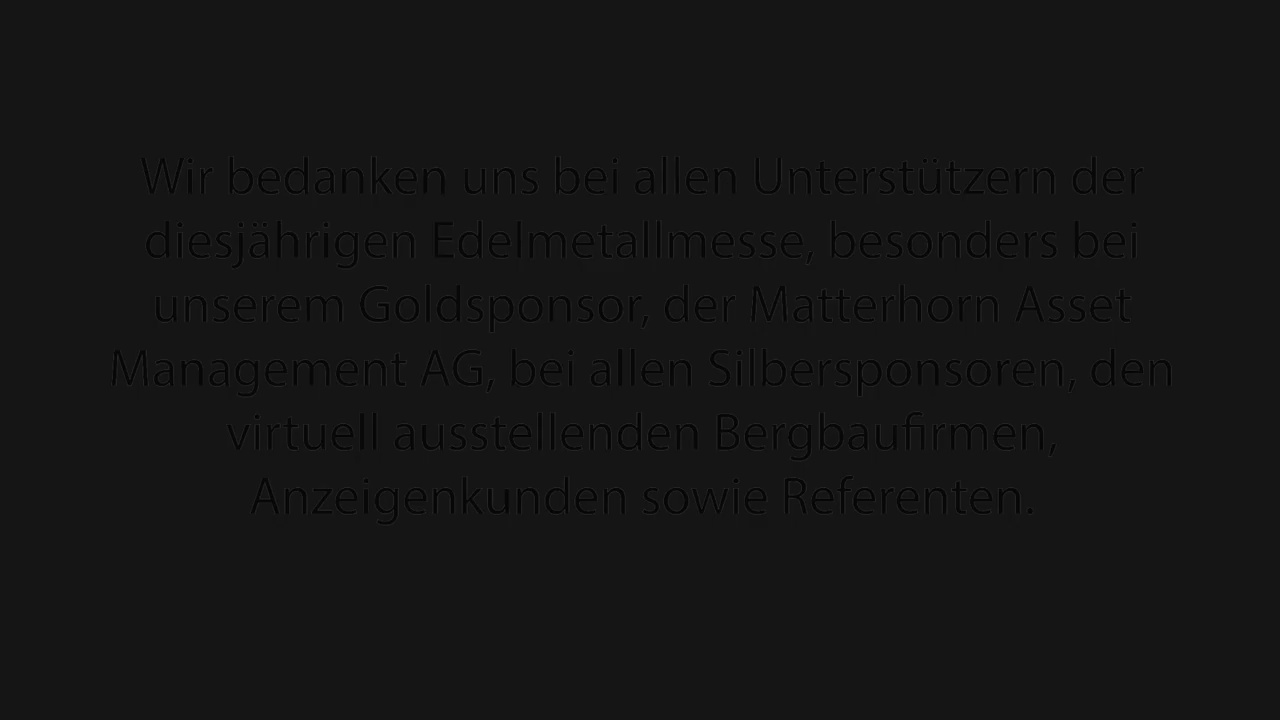 Wir bedanken uns bei allen Unterstützern der
diesjährigen Edelmetallmesse, besonders bei
unserem Goldsponsor, der Matterhorn Asset
Management AG, bei allen Silbersponsoren, den
virtuell ausstellenden Bergbaufirmen,
Anzeigenkunden sowie Referenten.